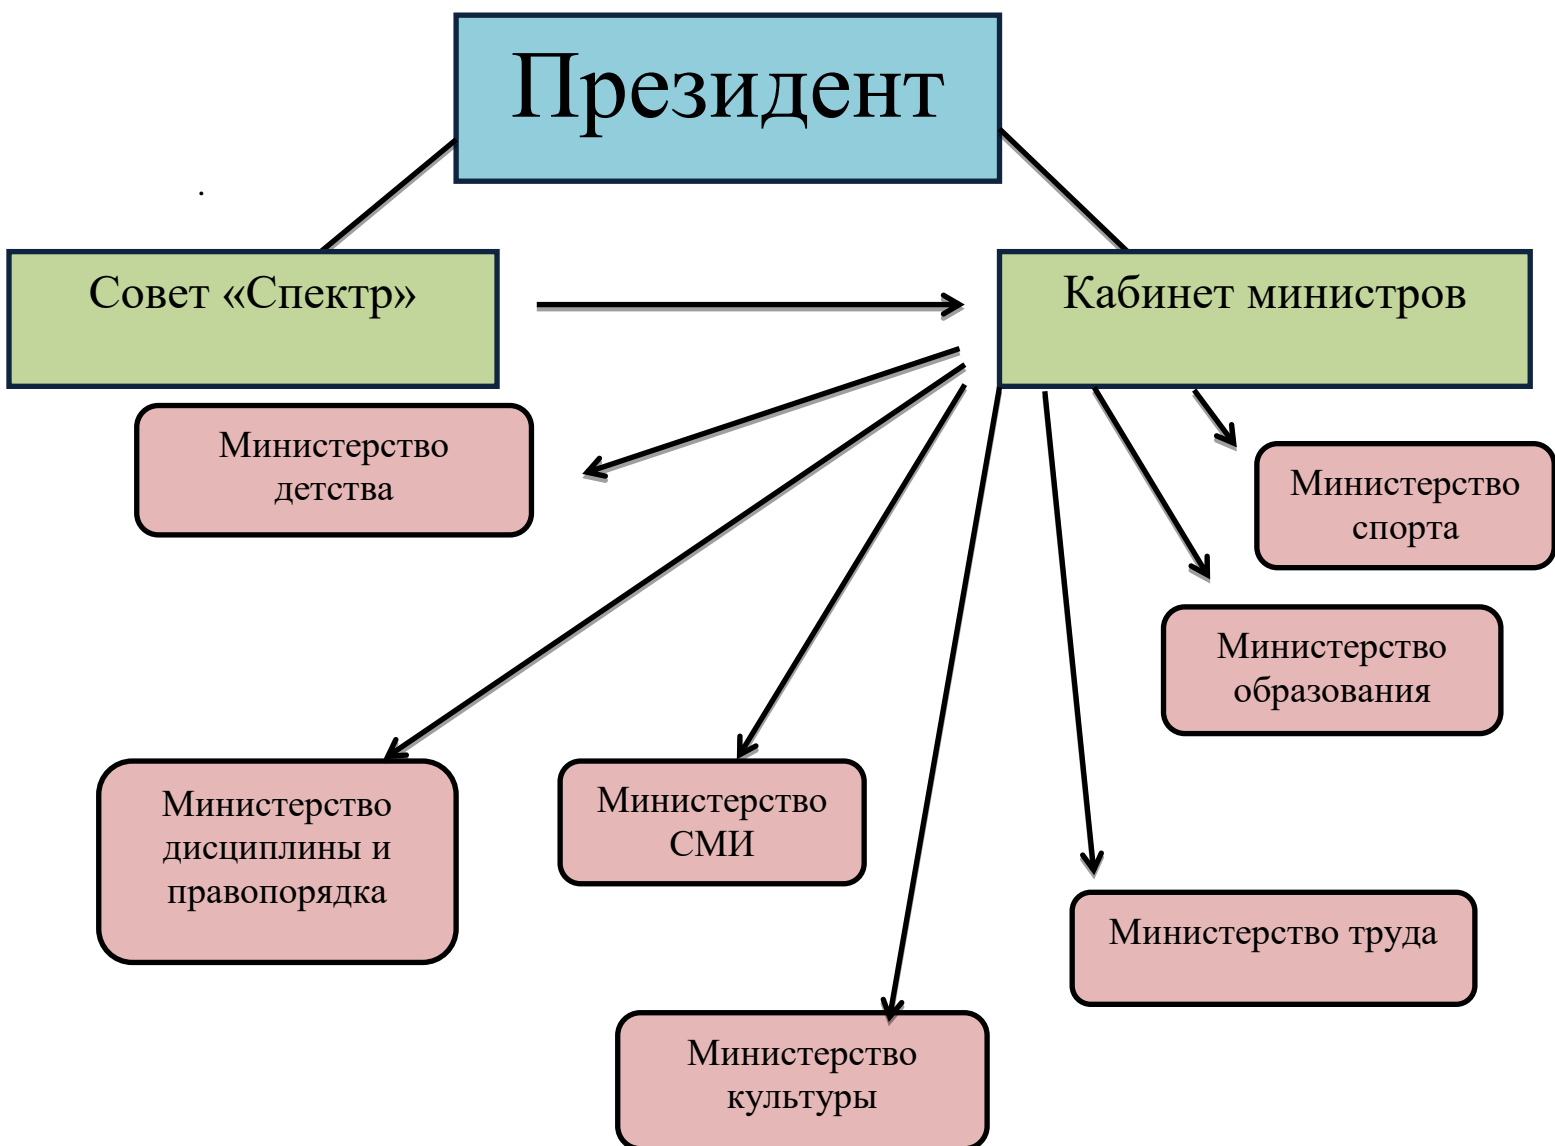 Президент
Совет «Спектр»
Кабинет министров
Министерство
детства
Министерство
спорта
Министерство
образования
Министерство
дисциплины и
правопорядка
Министерство
СМИ
Министерство труда
Министерство
культуры